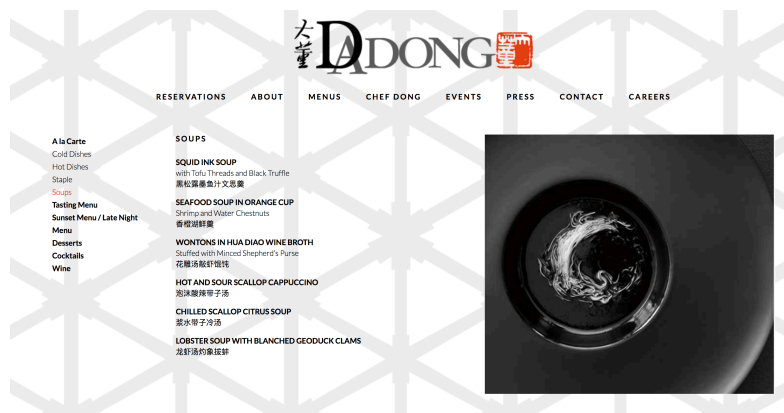 大董
DADONG
RESERVATIONS ABOUT MENUS CHEF DONG EVENTS PRESS CONTACT CAREERS
A la Carte
Cold Dishes
Hot Dishes
Staple
Soups
Tasting Menu
Sunset Menu / Late Night
Menu
Desserts
Cocktails
Wine
SOUPS
SQUID INK SOUP
with Tofu Threads and Black Truffle
黑松露墨鱼汁文思羹
SEAFOOD SOUP IN ORANGE CUP
Shrimp and Water Chestnuts
香橙湖鲜羹
WONTONS IN HUA DIAO WINE BROTH
Stuffed with Minced Shepherd's Purse
花雕汤敲虾馄饨
HOT AND SOUR SCALLOP CAPPUCCINO
泡沫酸辣带子汤
CHILLED SCALLOP CITRUS SOUP
浆水带子冷汤
LOBSTER SOUP WITH BLANCHED GEODUCK CLAMS
龙虾汤灼象拔蚌